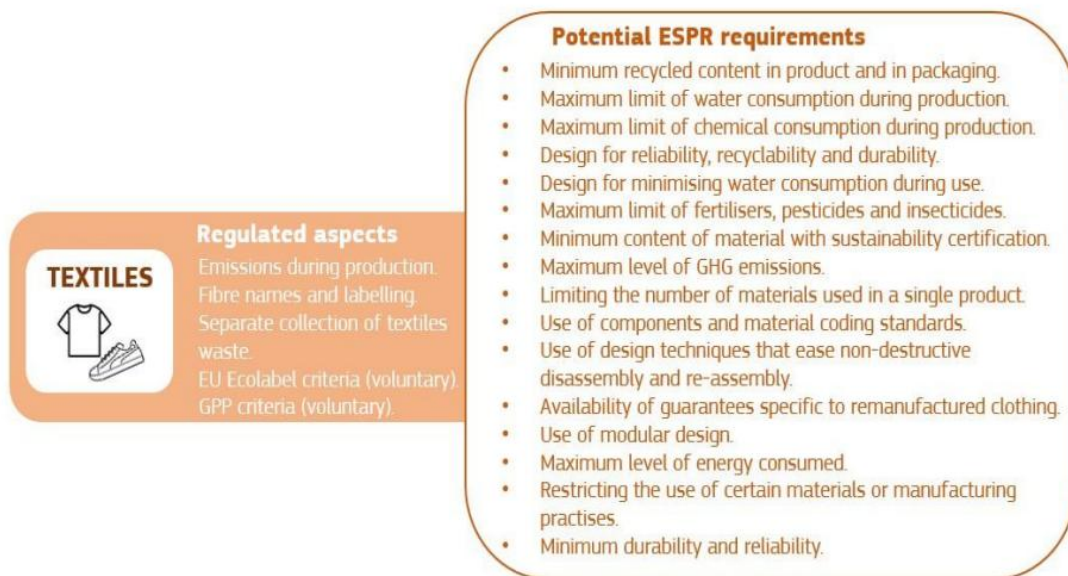 TEXTILES
Regulated aspects
Emissions during production.
Fibre names and labelling.
Separate collection of textiles
waste.
EU Ecolabel criteria (voluntary).
GPP criteria (voluntary).
Potential ESPR requirements
• Minimum recycled content in product and in packaging.
• Maximum limit of water consumption during production.
• Maximum limit of chemical consumption during production.
• Design for reliability, recyclability and durability.
• Design for minimising water consumption during use.
• Maximum limit of fertilisers, pesticides and insecticides.
• Minimum content of material with sustainability certification.
• Maximum level of GHG emissions.
• Limiting the number of materials used in a single product.
• Use of components and material coding standards.
• Use of design techniques that ease non-destructive
disassembly and re-assembly.
• Availability of guarantees specific to remanufactured clothing.
• Use of modular design.
• Maximum level of energy consumed.
• Restricting the use of certain materials or manufacturing
practises.
• Minimum durability and reliability.